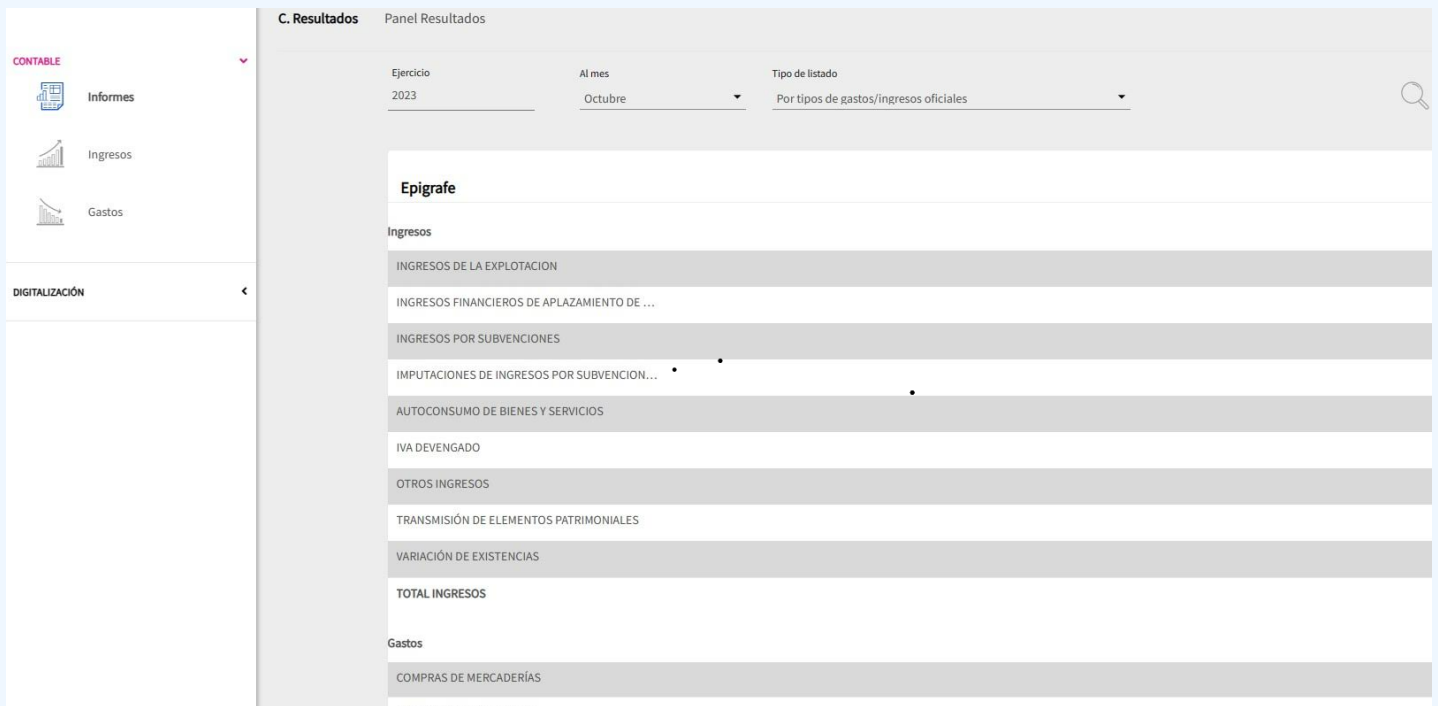 C. Resultados Panel Resultados
CONTABLE
Informes
Ingresos
Gastos
DIGITALIZACIÓN
Ejercicio Al mes Tipo de listado
2023 Octubre Por tipos de gastos/ingresos oficiales
Epigrafe
Ingresos
INGRESOS DE LA EXPLOTACION
INGRESOS FINANCIEROS DE APLAZAMIENTO DE ...
INGRESOS POR SUBVENCIONES
IMPUTACIONES DE INGRESOS POR SUBVENCION...
AUTOCONSUMO DE BIENES Y SERVICIOS
IVA DEVENGADO
OTROS INGRESOS
TRANSMISIÓN DE ELEMENTOS PATRIMONIALES
VARIACIÓN DE EXISTENCIAS
TOTAL INGRESOS
Gastos
COMPRAS DE MERCADERÍAS